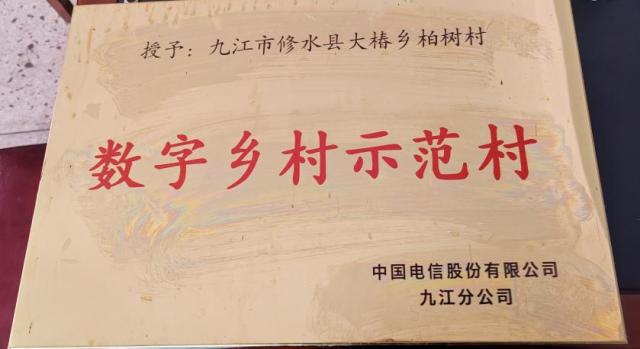 授予：九江市修水县大椿乡柏树村
数字乡村示范村
中国电信股份有限公司
九江分公司